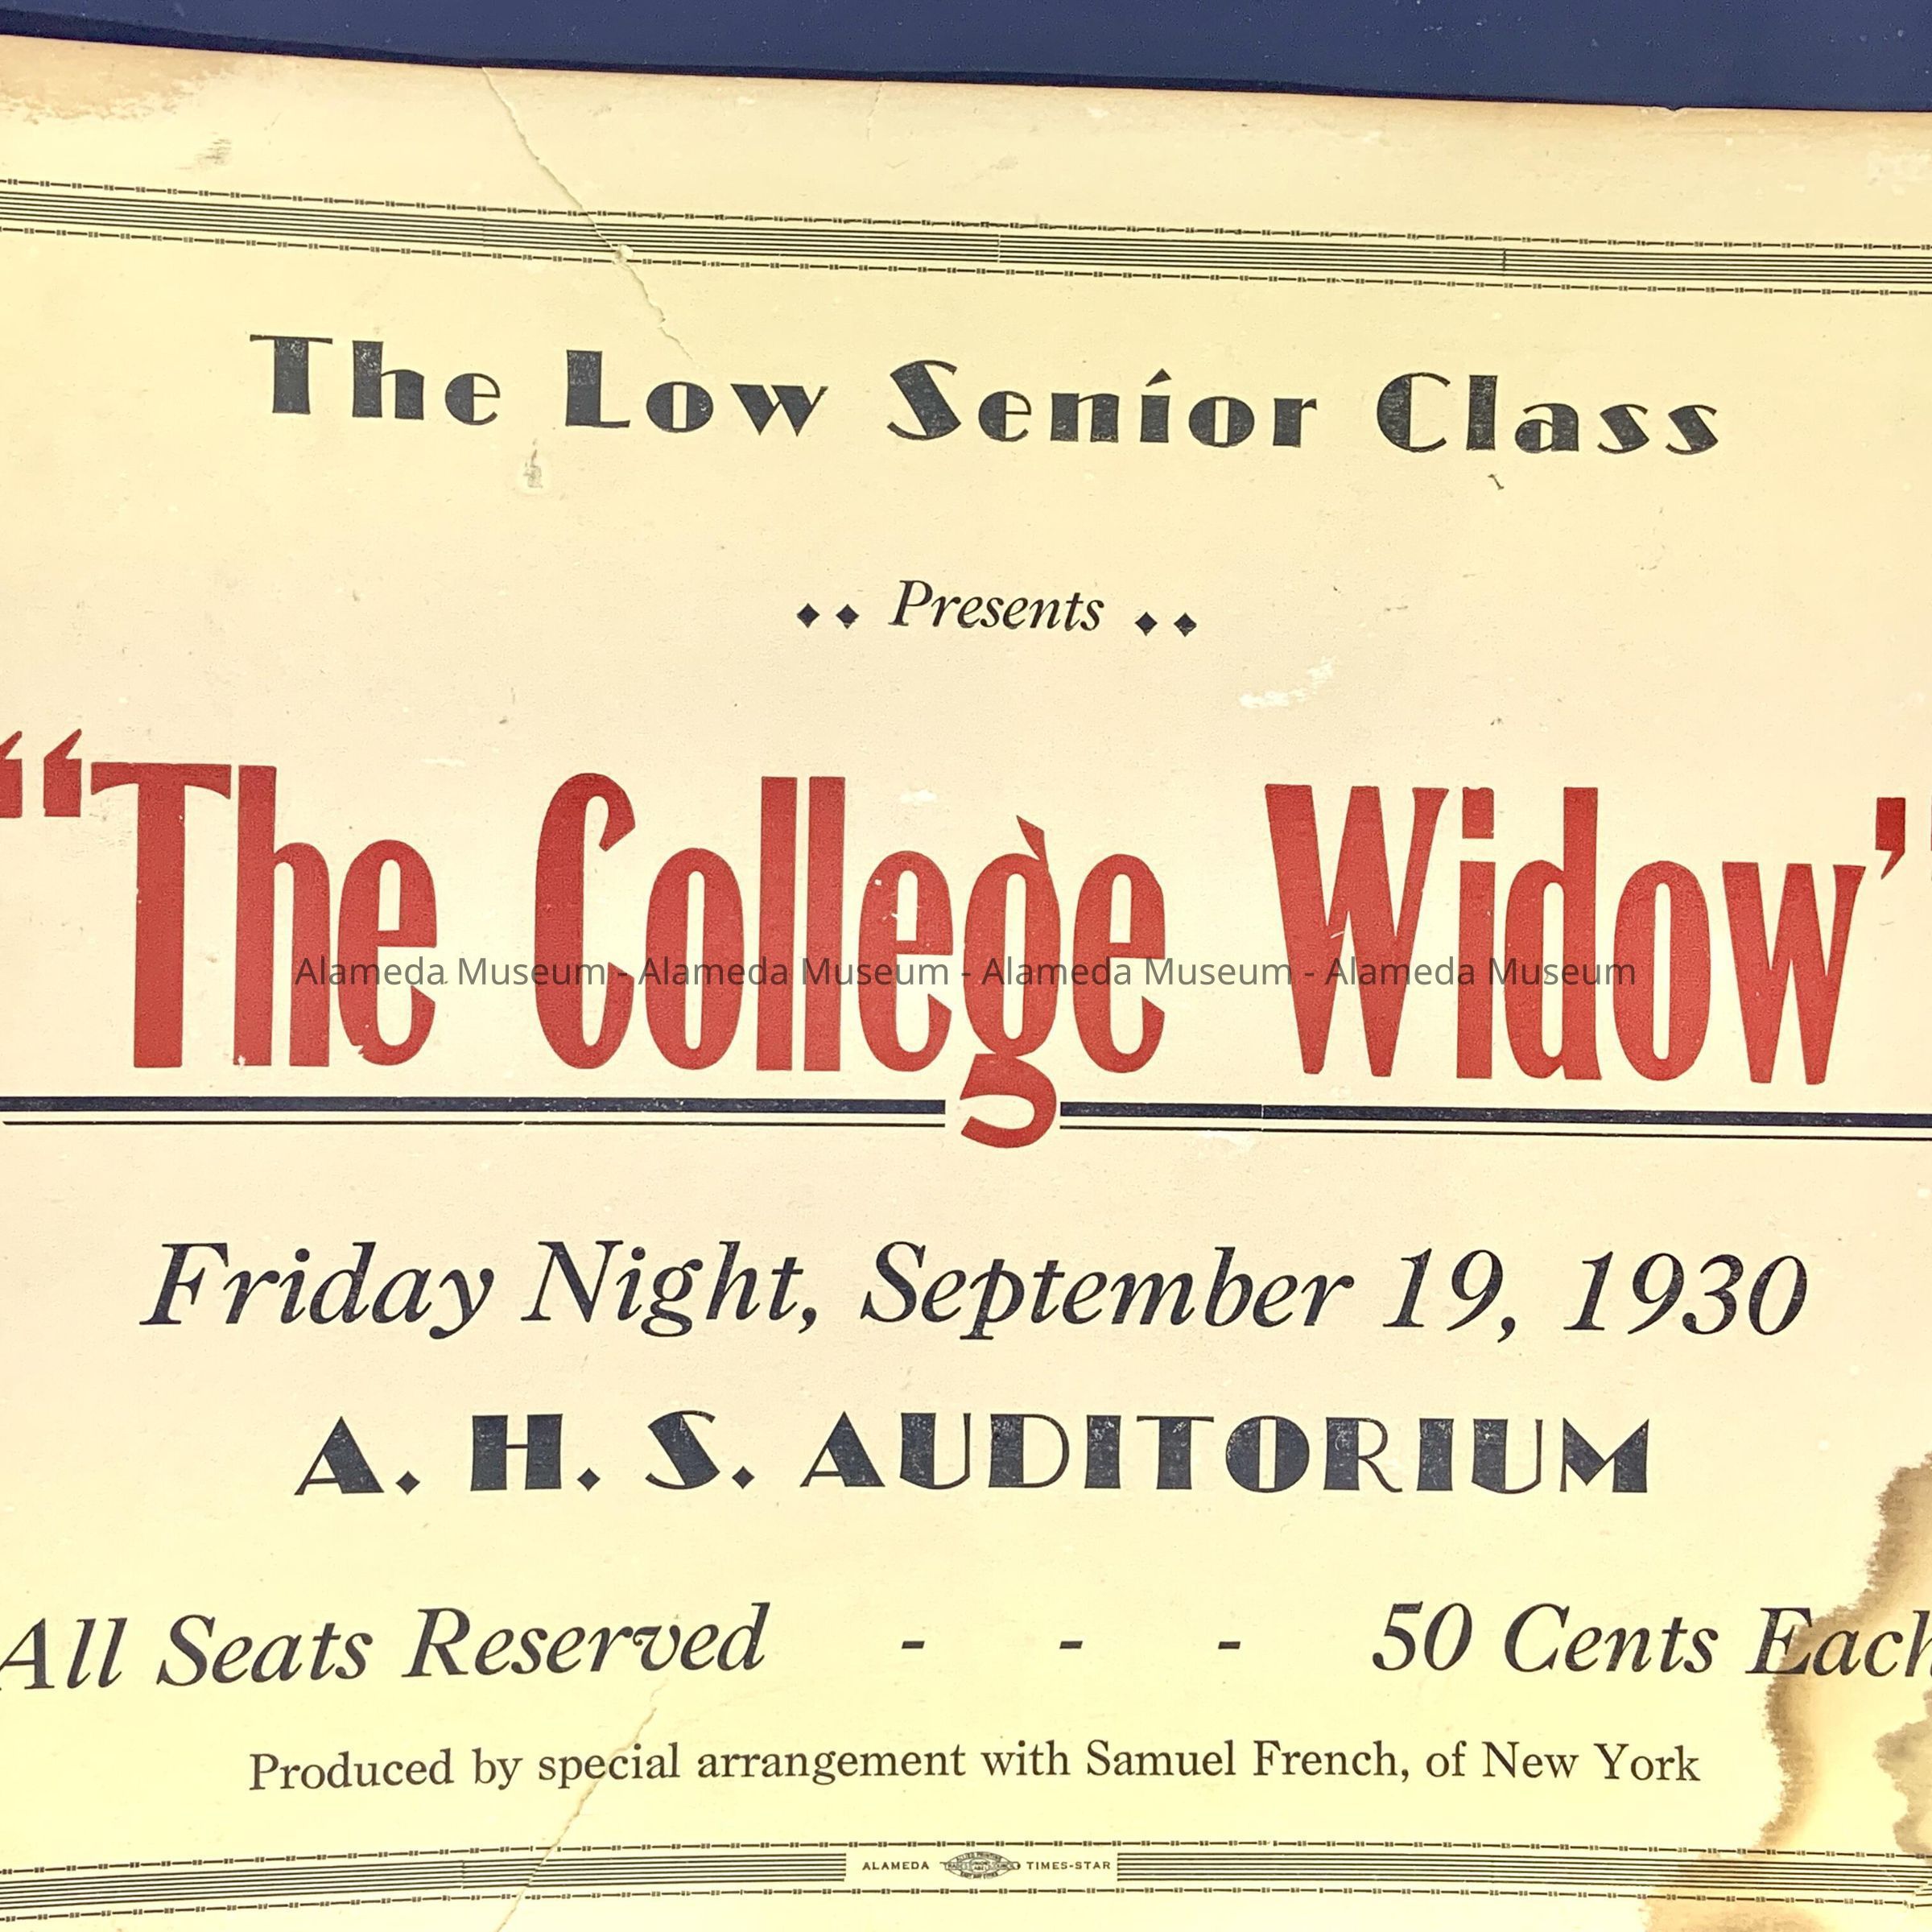 The Low Senior Class
Presents
“The College Widow”
Alameda Museum - Alameda Museum - Alameda Museum - Alameda Museum
Friday Night, September 19, 1930
A. H. S. AUDITORIUM
All Seats Reserved - - - 50 Cents Each
Produced by special arrangement with Samuel French, of New York
ALAMEDA TIMES-STAR